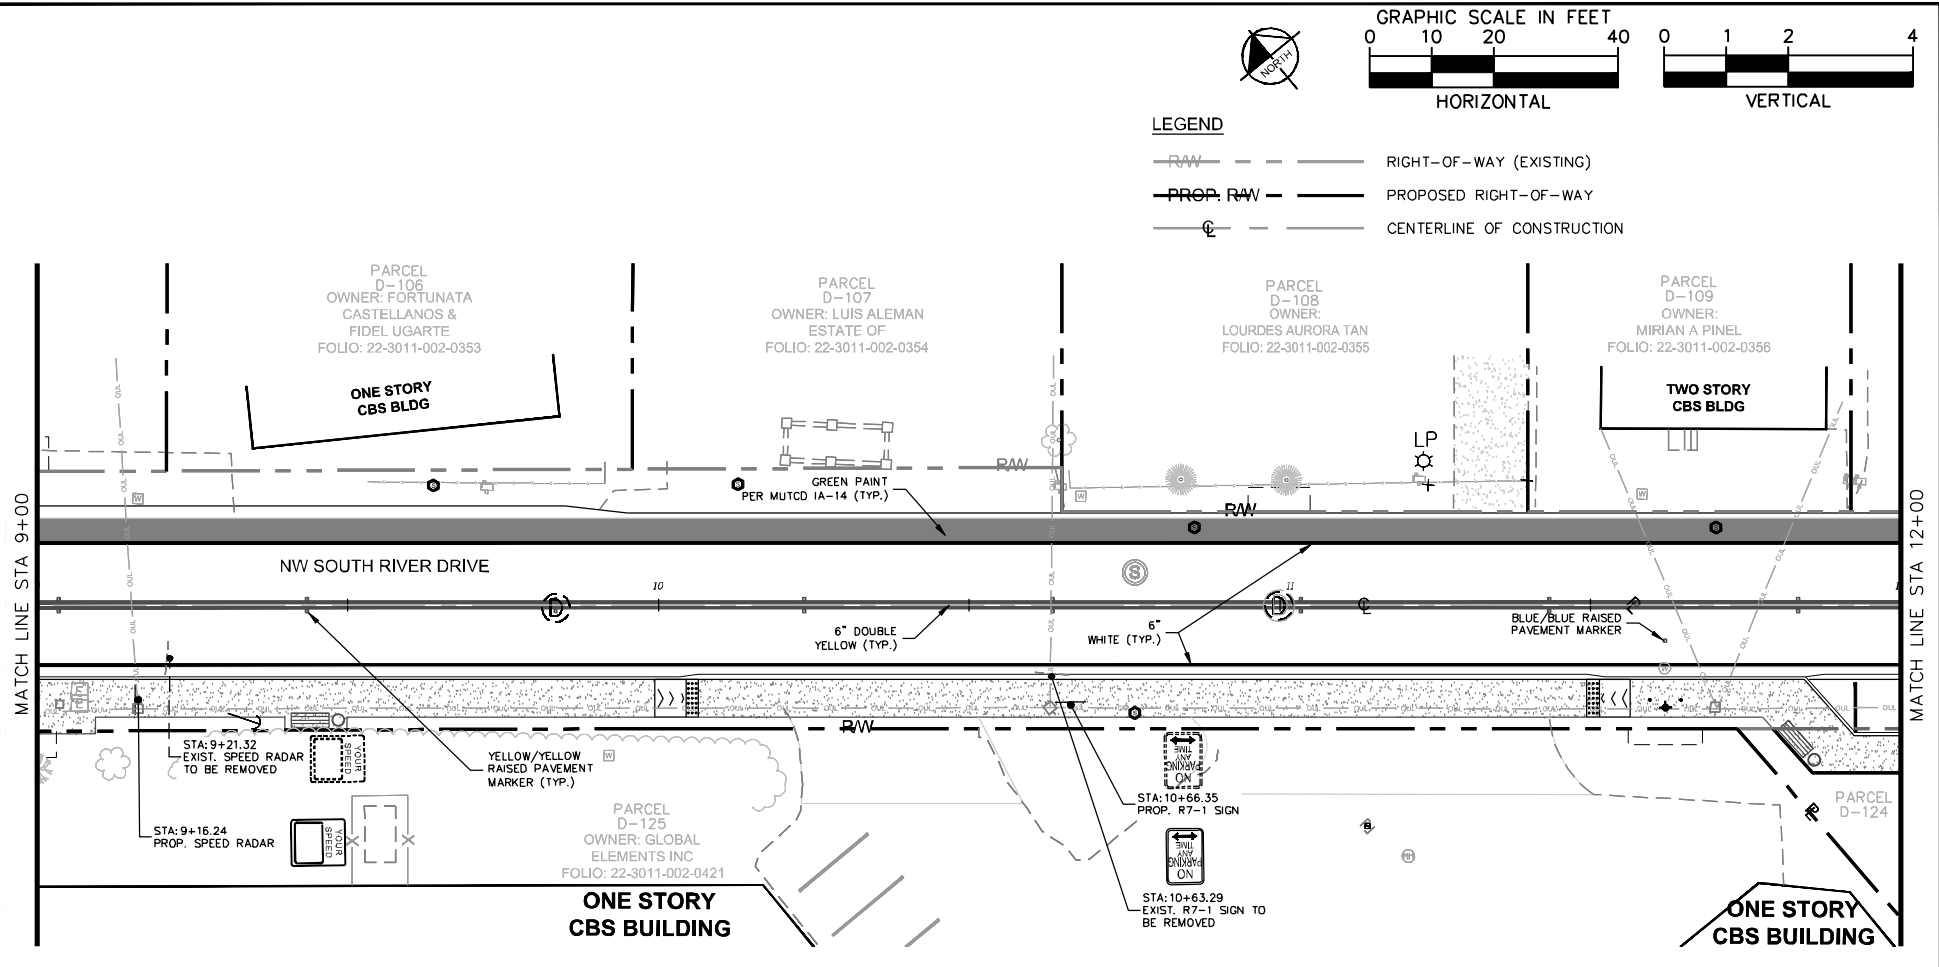 GRAPHIC SCALE IN FEET
0 10 20 40
0 1 2 4
HORIZONTAL
VERTICAL
NORTH
LEGEND
R/W
RIGHT-OF-WAY (EXISTING)
PROP. R/W
PROPOSED RIGHT-OF-WAY
CENTERLINE OF CONSTRUCTION
PARCEL
D-106
OWNER: FORTUNATA
CASTELLANOS &
FIDEL UGARTE
FOLIO: 22-3011-002-0353
PARCEL
D-107
OWNER: LUIS ALEMAN
ESTATE OF
FOLIO: 22-3011-002-0354
PARCEL
D-108
OWNER:
LOURDES AURORA TAN
FOLIO: 22-3011-002-0355
PARCEL
D-109
OWNER:
MIRIAN A PINEL
FOLIO: 22-3011-002-0356
ONE STORY
CBS BLDG
TWO STORY
CBS BLDG
LP
R/W
GREEN PAINT
PER MUTCD IA-14 (TYP.)
R/W
MATCH LINE STA 9+00
MATCH LINE STA 12+00
NW SOUTH RIVER DRIVE
S
10
11
D
D
6" DOUBLE
YELLOW (TYP.)
6"
WHITE (TYP.)
BLUE/BLUE RAISED
PAVEMENT MARKER
R/W
STA: 9+21.32
EXIST. SPEED RADAR
TO BE REMOVED
YOUR
SPEED
YELLOW/YELLOW
RAISED PAVEMENT
MARKER (TYP.)
NO
PARKING
ANY
TIME
STA: 10+66.35
PROP. R7-1 SIGN
PARCEL
D-124
PARCEL
D-125
OWNER: GLOBAL
ELEMENTS INC
FOLIO: 22-3011-002-0421
STA: 9+16.24
PROP. SPEED RADAR
YOUR
SPEED
NO
PARKING
ANY
TIME
STA: 10+63.29
EXIST. R7-1 SIGN TO
BE REMOVED
MH
ONE STORY
CBS BUILDING
ONE STORY
CBS BUILDING